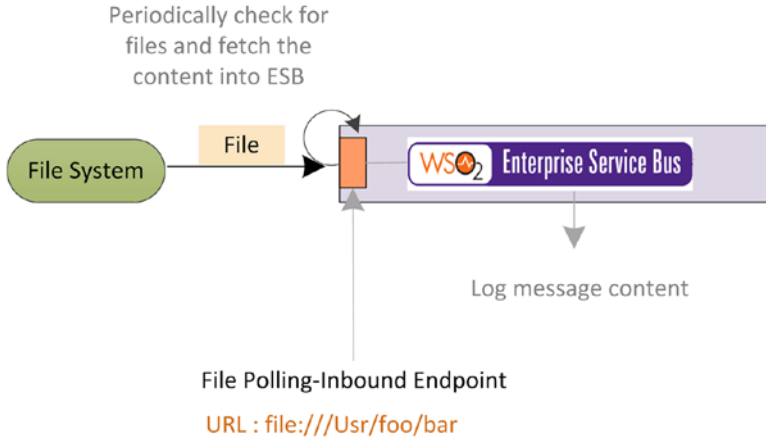 Periodically check for
files and fetch the
content into ESB
File
File System
WSO2 Enterprise Service Bus
Log message content
File Polling-Inbound Endpoint
URL : file:///Usr/foo/bar